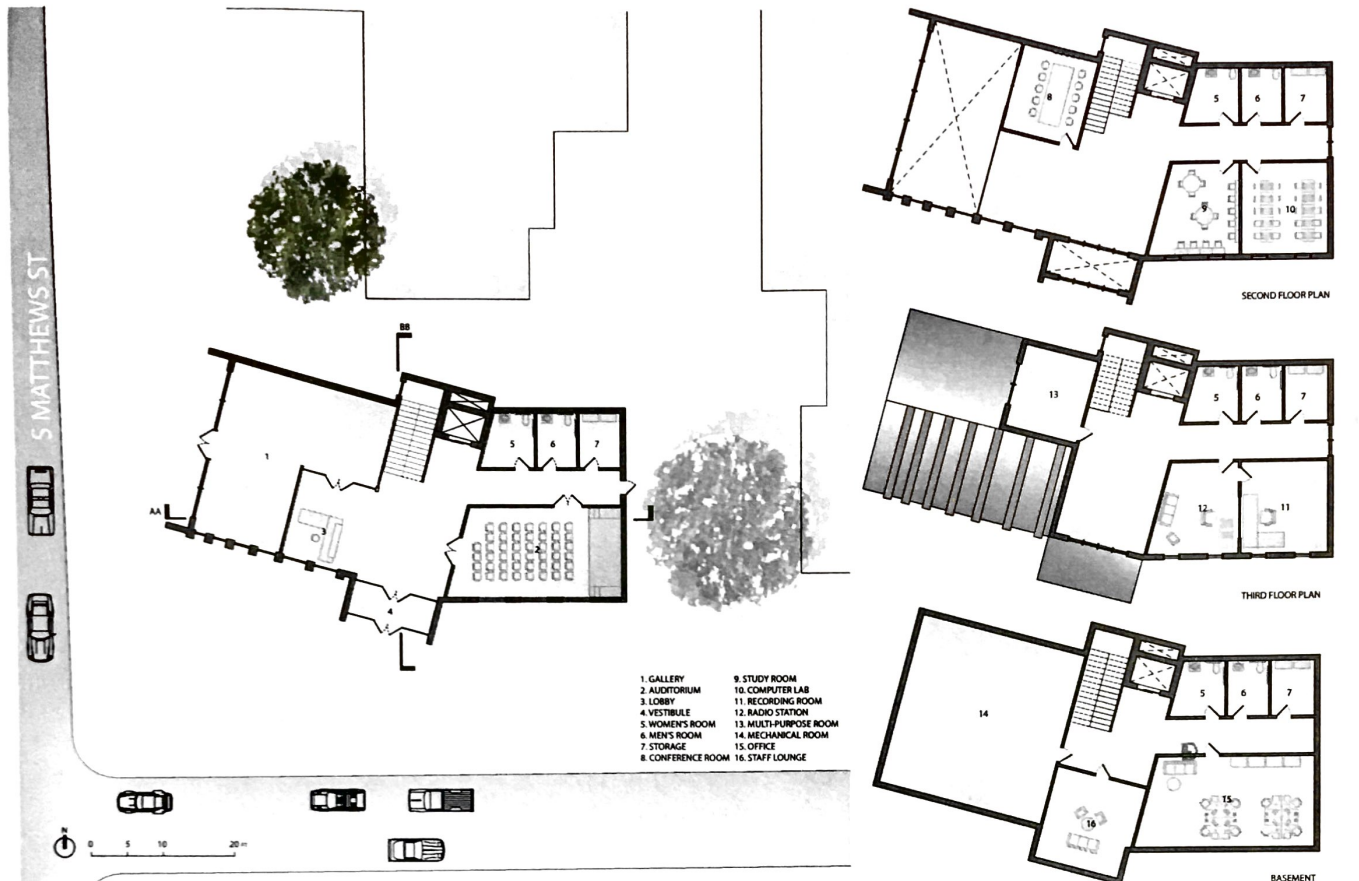 S MATTHEWS ST
BB
AA
1
2
3
4
5
6
7
1. GALLERY
2. AUDITORIUM
3. LOBBY
4. VESTIBULE
5. WOMEN'S ROOM
6. MEN'S ROOM
7. STORAGE
8. CONFERENCE ROOM
9. STUDY ROOM
10. COMPUTER LAB
11. RECORDING ROOM
12. RADIO STATION
13. MULTI-PURPOSE ROOM
14. MECHANICAL ROOM
15. OFFICE
16. STAFF LOUNGE
N
0 5 10 20
8
5
6
7
9
10
SECOND FLOOR PLAN
13
5
6
7
12
11
THIRD FLOOR PLAN
14
5
6
7
15
16
BASEMENT